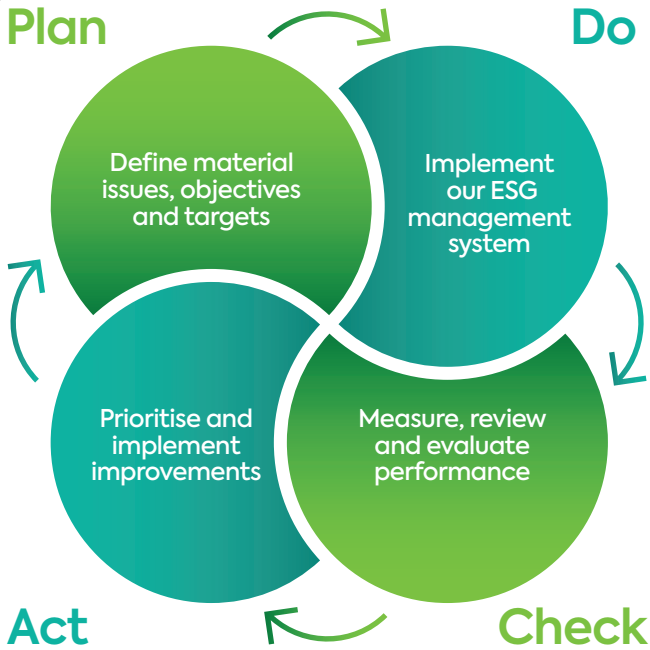 Plan
Do
Define material
issues, objectives
and targets
Implement
our ESG
management
system
Prioritise and
implement
improvements
Measure, review
and evaluate
performance
Act
Check